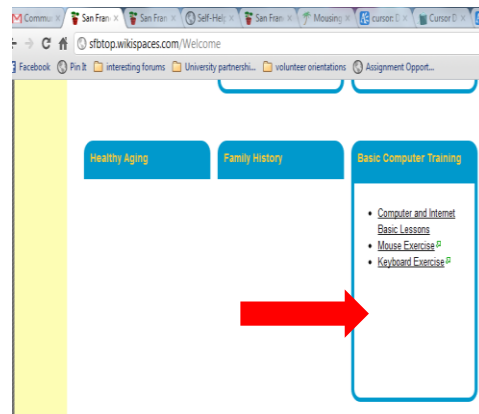 Commu San Fran San Fran Self-Help San Fran Mousing cursor: D Cursor D
sfbtop.wikispaces.com/Welcome
Facebook Pin It interesting forums University partnershi... volunteer orientations Assignment Opport...
Healthy Aging Family History Basic Computer Training
Computer and Internet
Basic Lessons
Mouse Exercise
Keyboard Exercise